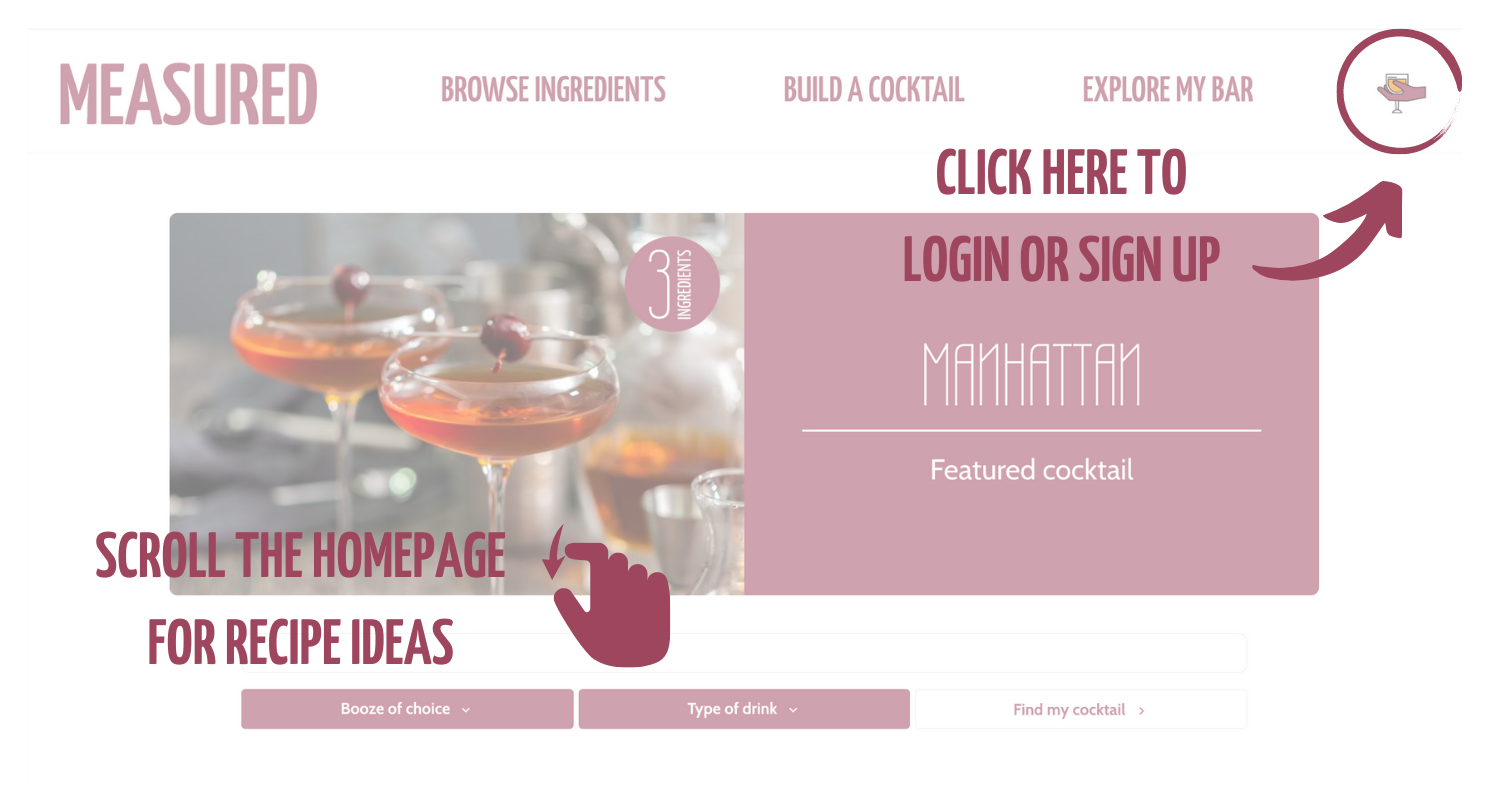 MEASURED
BROWSE INGREDIENTS
BUILD A COCKTAIL
EXPLORE MY BAR
CLICK HERE TO
LOGIN OR SIGN UP
3
INGREDIENTS
MANHATTAN
Featured cocktail
SCROLL THE HOMEPAGE
FOR RECIPE IDEAS
Booze of choice
Type of drink
Find my cocktail